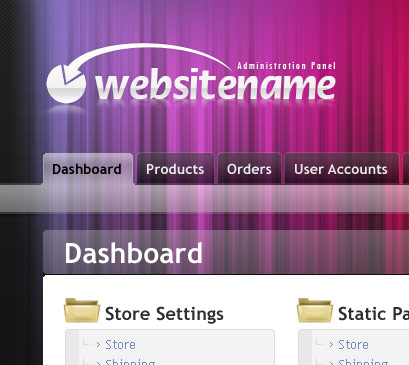 Administration Panel
websitename
Dashboard Products Orders User Accounts
Dashboard
Store Settings Static Pa
Store Store
Shipping Shipping